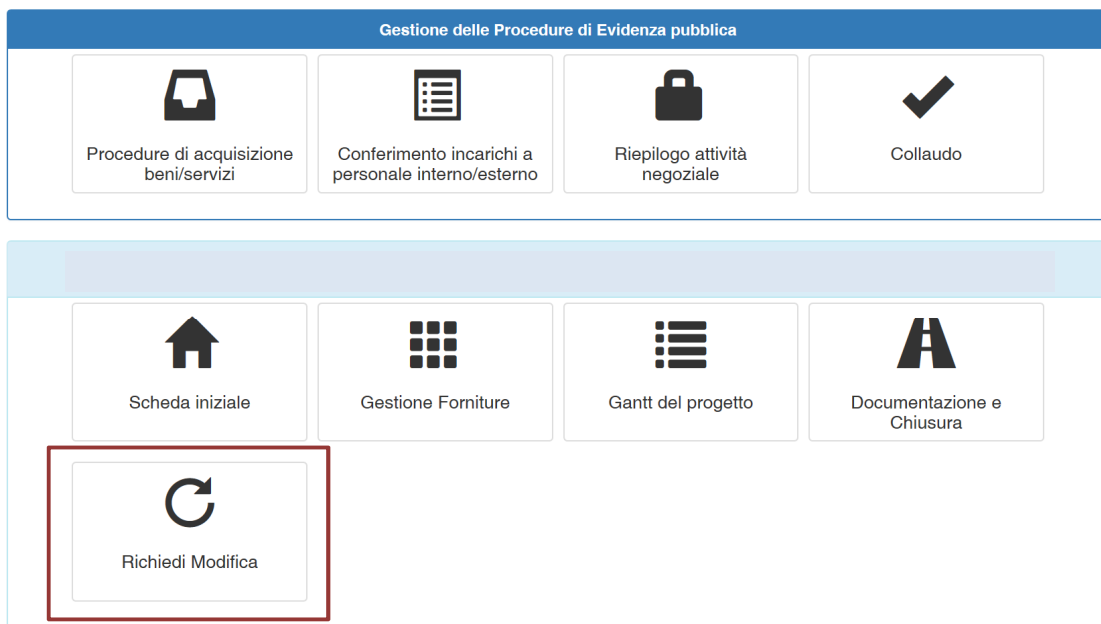 Gestione delle Procedure di Evidenza pubblica
Procedure di acquisizione
beni/servizi
Conferimento incarichi a
personale interno/esterno
Riepilogo attività
negoziale
Collaudo
Scheda iniziale
Gestione Forniture
Gantt del progetto
Documentazione e
Chiusura
Richiedi Modifica